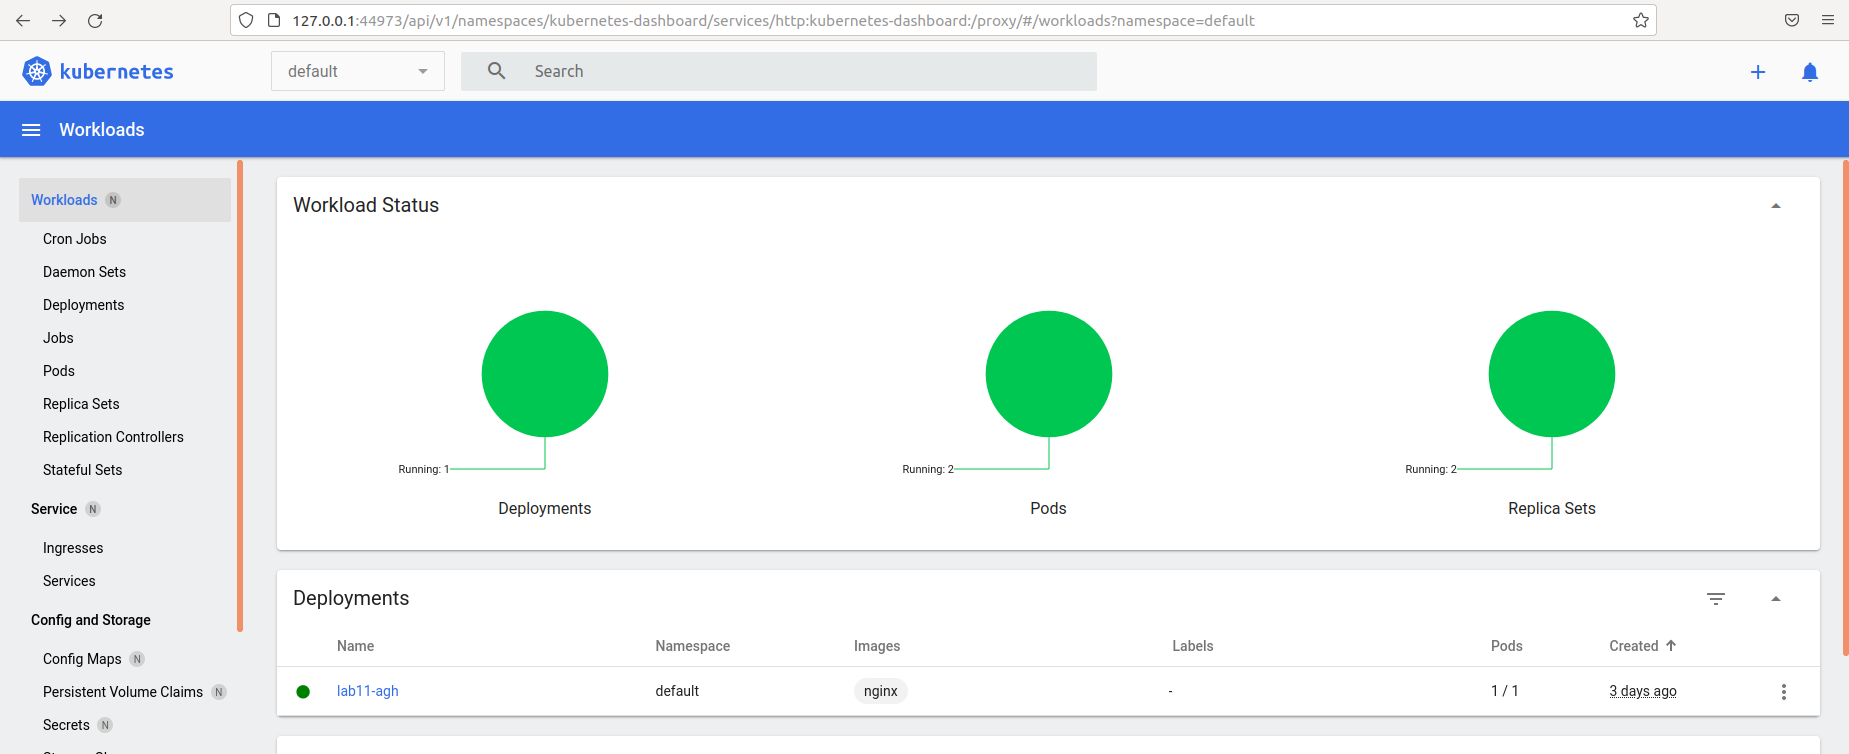 127.0.0.1:44973/api/v1/namespaces/kubernetes-dashboard/services/http:kubernetes-dashboard:/proxy/#/workloads?namespace=default
kubernetes
default
Search
Workloads
Workloads N
Cron Jobs
Daemon Sets
Deployments
Jobs
Pods
Replica Sets
Replication Controllers
Stateful Sets
Service N
Ingresses
Services
Config and Storage
Config Maps N
Persistent Volume Claims N
Secrets N
Workload Status
Running: 1
Deployments
Running: 2
Pods
Running: 2
Replica Sets
Deployments
Name Namespace Images Labels Pods Created
lab11-agh default nginx - 1 / 1 3 days ago